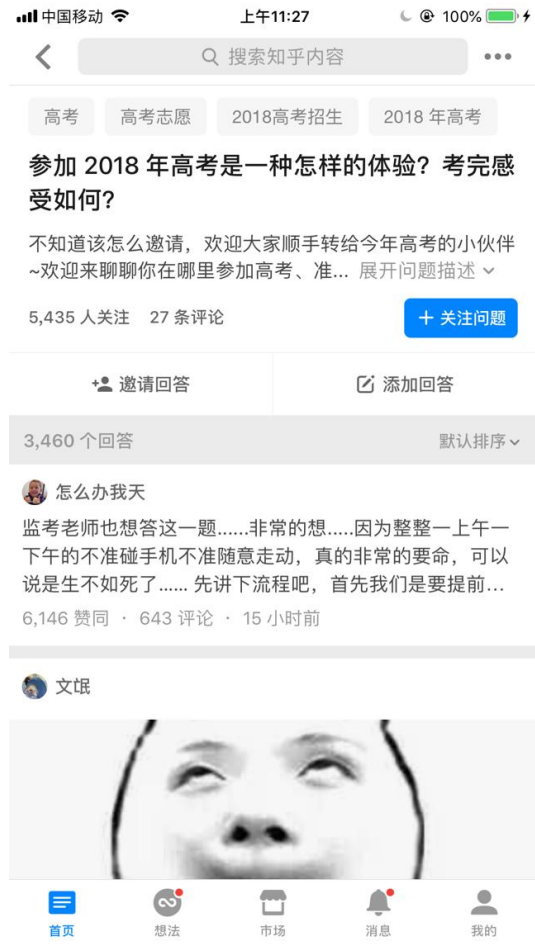 中国移动
上午11:27
100%
搜索知乎内容
高考
高考志愿
2018高考招生
2018 年高考
参加 2018 年高考是一种怎样的体验？考完感
受如何？
不知道该怎么邀请，欢迎大家顺手转给今年高考的小伙伴
~欢迎来聊聊你在哪里参加高考、准... 展开问题描述
5,435 人关注 27 条评论
+ 关注问题
邀请回答
添加回答
3,460 个回答
默认排序
怎么办我天
监考老师也想答这一题......非常的想.....因为整整一上午一
下午的不准碰手机不准随意走动，真的非常的要命，可以
说是生不如死了...... 先讲下流程吧，首先我们是要提前...
6,146 赞同 · 643 评论 · 15 小时前
文氓
首页
想法
市场
消息
我的